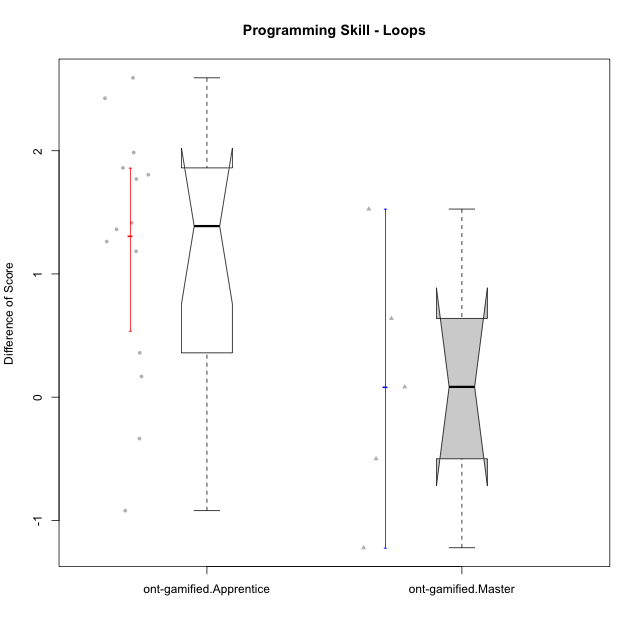 Programming Skill - Loops
Difference of Score
2
1
0
-1
ont-gamified.Apprentice
ont-gamified.Master